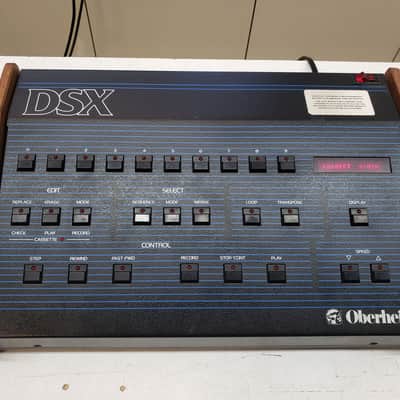 DSX
0 1 2 3 4 5 6 7 8 9
EDIT
SELECT
REPLACE ERASE MODE SEQUENCE MODE MERGE LOOP TRANSPOSE DISPLAY
CHECK PLAY RECORD
CASSETTE
CONTROL
SPEED
STEP REWIND FAST FWD RECORD STOP/CONT PLAY
Oberhei